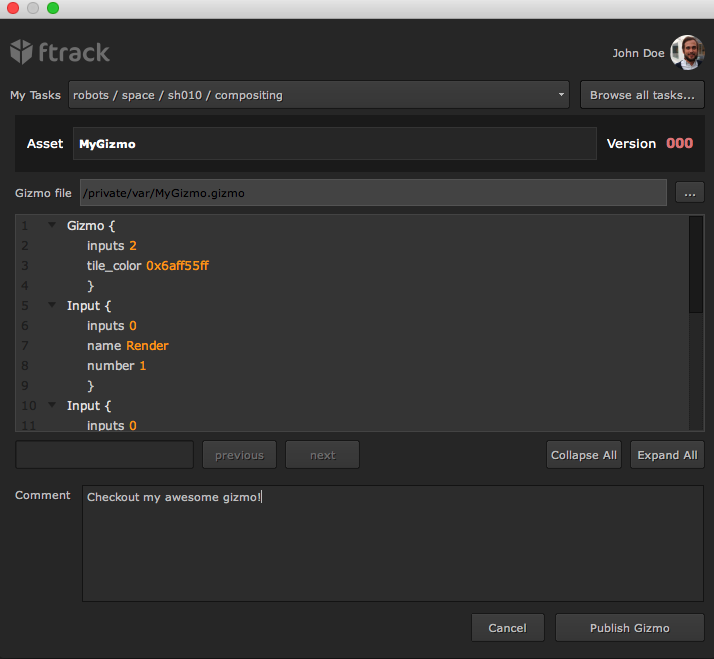 ftrack
John Doe
My Tasks robots / space / sh010 / compositing Browse all tasks...
Asset MyGizmo Version 000
Gizmo file /private/var/MyGizmo.gizmo ...
1 Gizmo {
2 inputs 2
3 tile_color 0x6aff55ff
4 }
5 Input {
6 inputs 0
7 name Render
8 number 1
9 }
10 Input {
11 inputs 0
previous next Collapse All Expand All
Comment Checkout my awesome gizmo!
Cancel Publish Gizmo